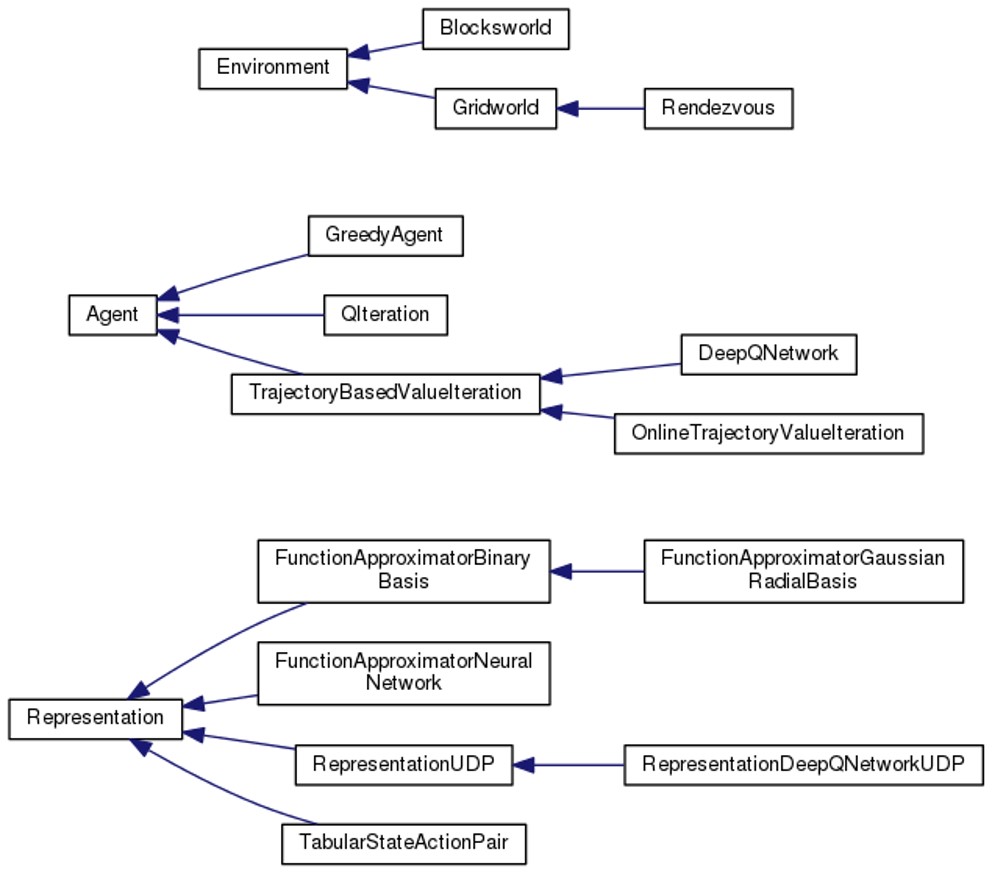 Blocksworld
Environment
Gridworld
Rendezvous
GreedyAgent
Agent
QIteration
DeepQNetwork
TrajectoryBasedValueIteration
OnlineTrajectoryValueIteration
FunctionApproximatorBinary
Basis
FunctionApproximatorGaussian
RadialBasis
FunctionApproximatorNeural
Network
Representation
RepresentationUDP
RepresentationDeepQNetworkUDP
TabularStateActionPair